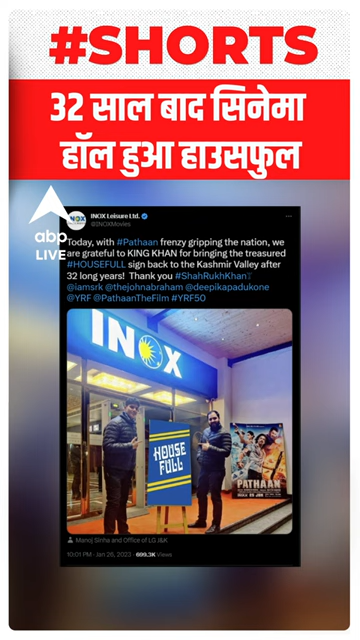 #SHORTS
32 साल बाद सिनेमा
हॉल हुआ हाउसफुल
abp
LIVE
INOX
INOX Leisure Ltd.
@INOXMovies
Today, with #Pathaan frenzy gripping the nation, we
are grateful to KING KHAN for bringing the treasured
#HOUSEFULL sign back to the Kashmir Valley after
32 long years! Thank you #ShahRukhKhan
@iamsrk @thejohnabraham @deepikapadukone
@YRF @PathaanTheFilm #YRF50
INOX
HOUSE
FULL
PATHAAN
Manoj Sinha and Office of LG J&K
10:01 PM · Jan 26, 2023 · 699.3K Views